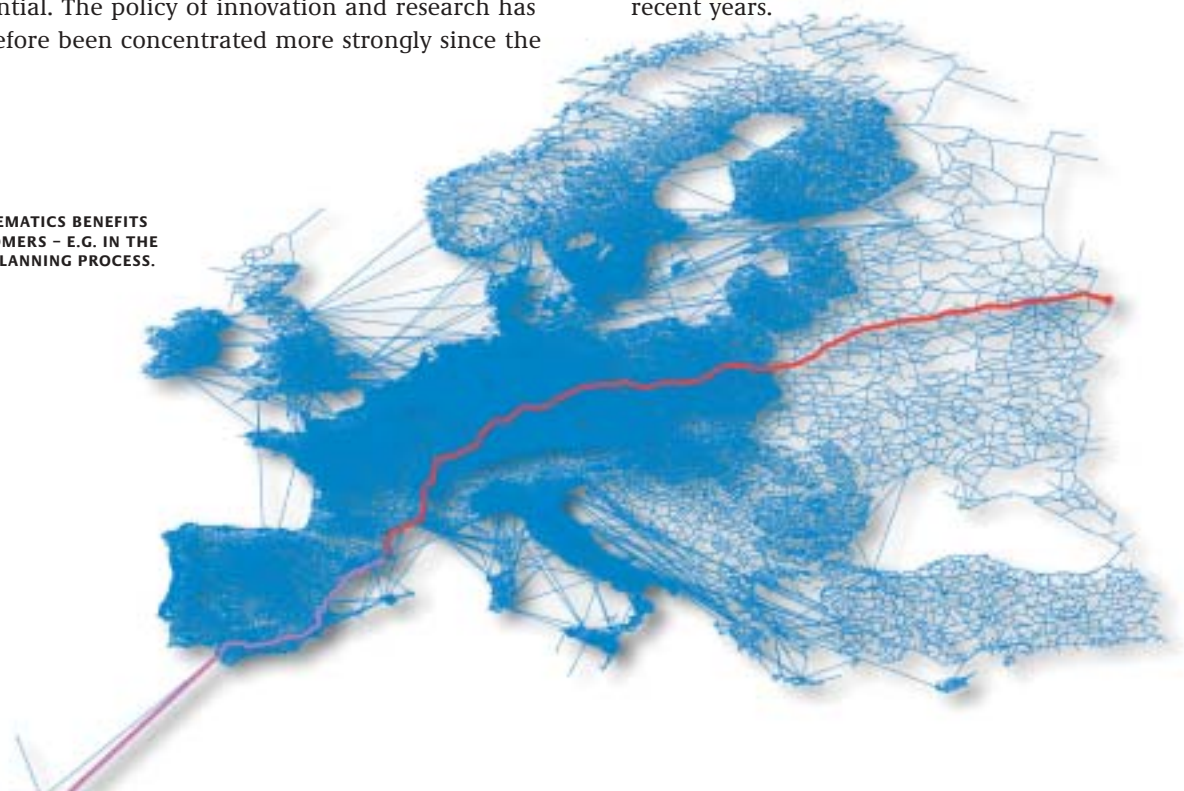 ntial. The policy of innovation and research has
efore been concentrated more strongly since the
recent years.
EMATICS BENEFITS
OMERS – E.G. IN THE
LANNING PROCESS.